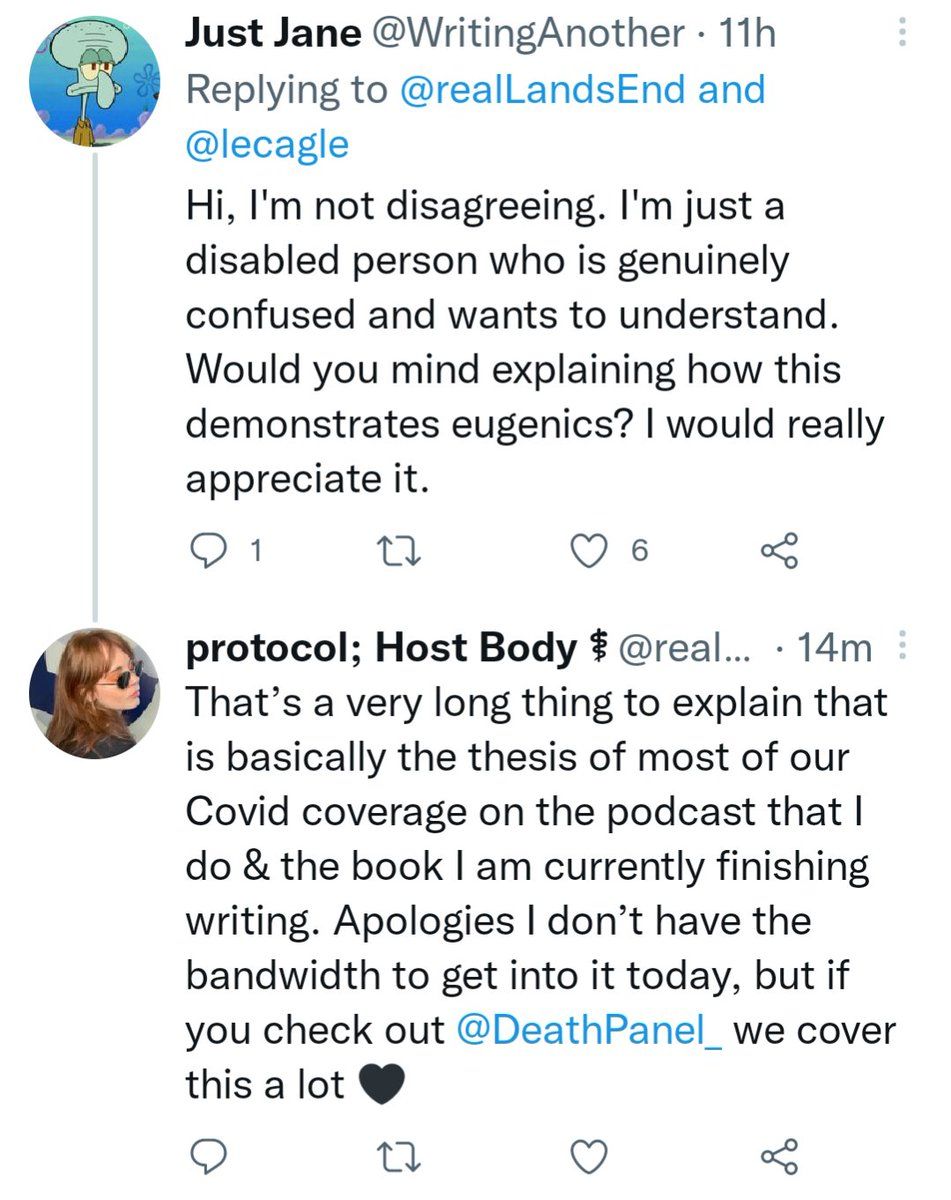 Just Jane @WritingAnother · 11h
Replying to @realLandsEnd and
@lecagle
Hi, I'm not disagreeing. I'm just a
disabled person who is genuinely
confused and wants to understand.
Would you mind explaining how this
demonstrates eugenics? I would really
appreciate it.
1 6
protocol; Host Body ⚕ @real... · 14m
That’s a very long thing to explain that
is basically the thesis of most of our
Covid coverage on the podcast that I
do & the book I am currently finishing
writing. Apologies I don’t have the
bandwidth to get into it today, but if
you check out @DeathPanel_ we cover
this a lot 🖤